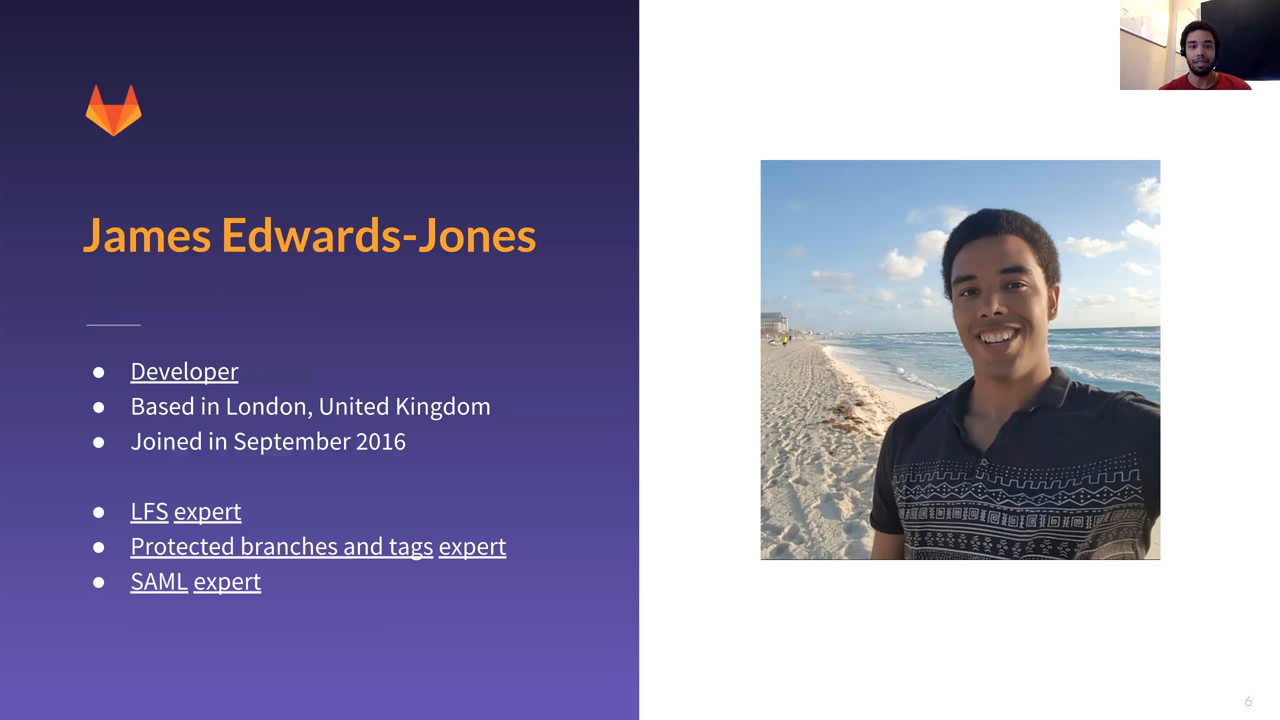 James Edwards-Jones
● Developer
● Based in London, United Kingdom
● Joined in September 2016
● LFS expert
● Protected branches and tags expert
● SAML expert
6